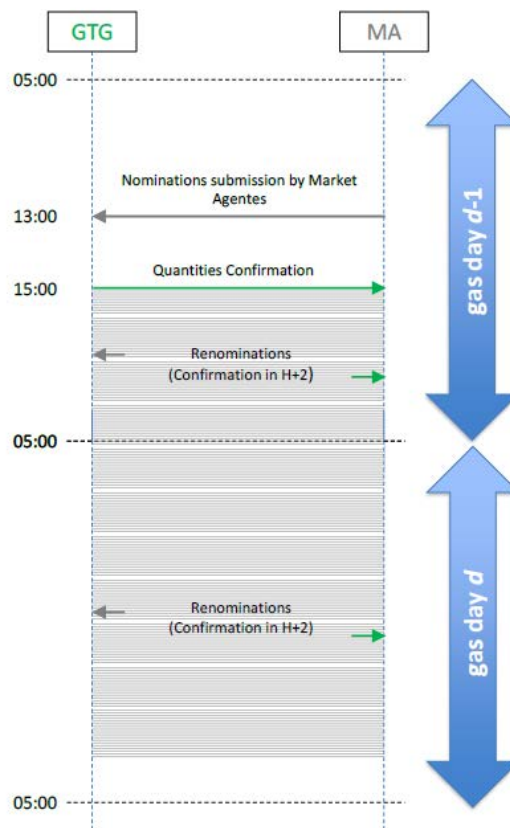 GTG
MA
05:00
Nominations submission by Market
Agentes
13:00
Quantities Confirmation
15:00
Renominations
(Confirmation in H+2)
gas day d-1
05:00
Renominations
(Confirmation in H+2)
gas day d
05:00